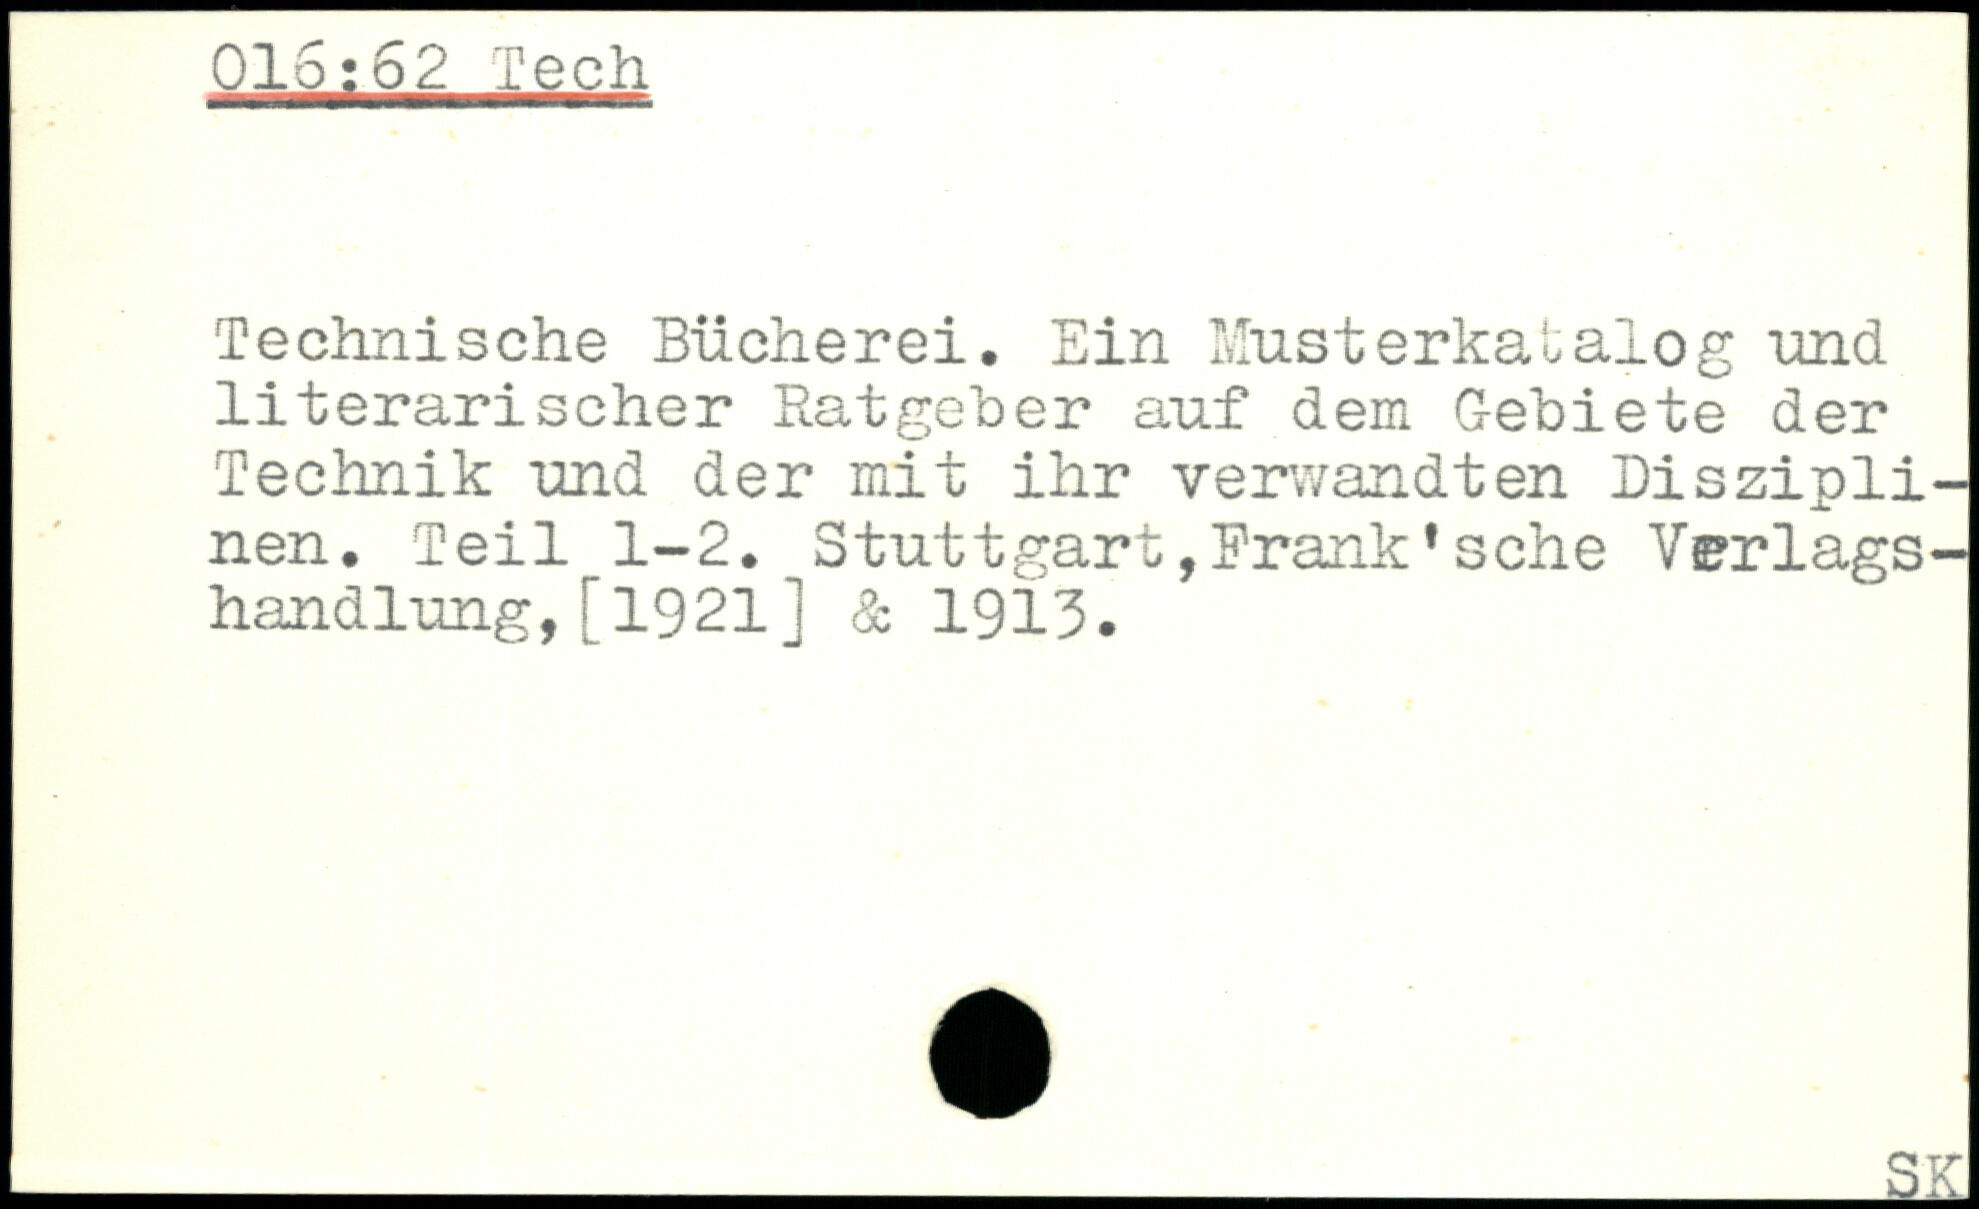 016:62 Tech
Technische Bücherei. Ein Musterkatalog und
literarischer Ratgeber auf dem Gebiete der
Technik und der mit ihr verwandten Diszipli-
nen. Teil 1-2. Stuttgart,Frank'sche Verlags-
handlung,[1921] & 1913.
SK